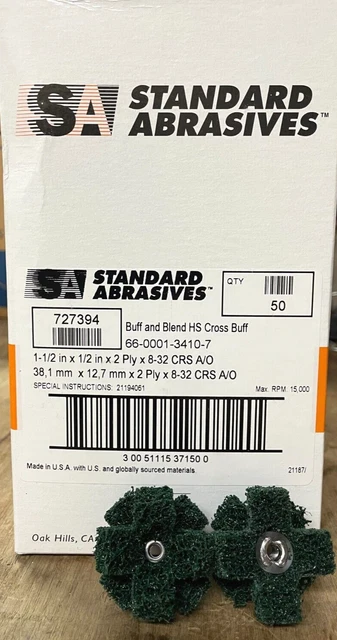 SA STANDARD
ABRASIVES™
SA STANDARD
ABRASIVES™
QTY
50
727394
Buff and Blend HS Cross Buff
66-0001-3410-7
1-1/2 in x 1/2 in x 2 Ply x 8-32 CRS A/O
38,1 mm x 12,7 mm x 2 Ply x 8-32 CRS A/O
SPECIAL INSTRUCTIONS: 21194061
Max. RPM: 15,000
3 00 51115 37150 0
Made in U.S.A. with U.S. and globally sourced materials
21187/
Oak Hills, CA